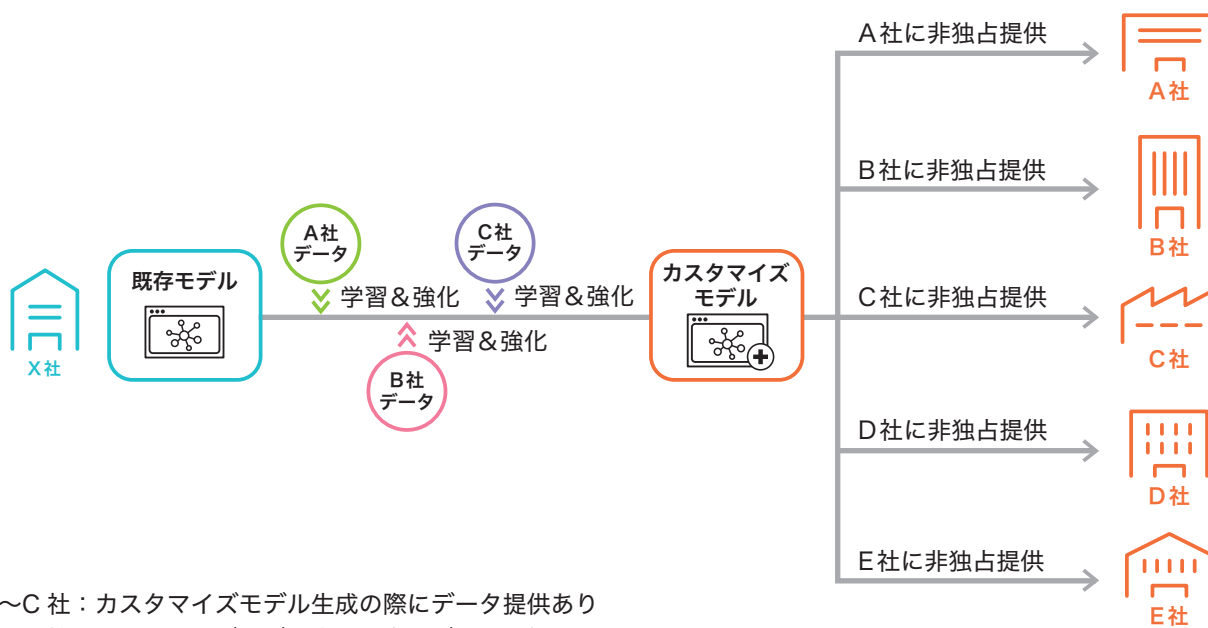 A社に非独占提供
A社
B社に非独占提供
B社
A社
データ
C社
データ
既存モデル
学習&強化
学習&強化
カスタマイズ
モデル
C社に非独占提供
X社
学習&強化
C社
B社
データ
D社に非独占提供
D社
E社に非独占提供
E社
~C 社：カスタマイズモデル生成の際にデータ提供あり